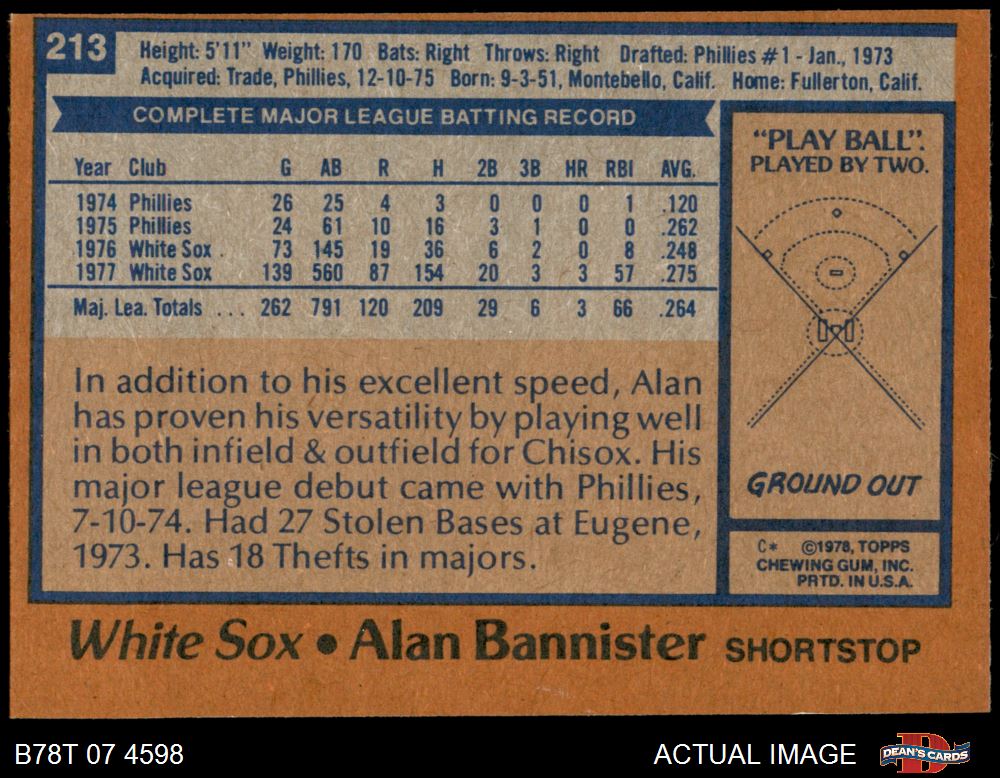 213
Height: 5'11" Weight: 170 Bats: Right Throws: Right Drafted: Phillies #1 - Jan., 1973
Acquired: Trade, Phillies, 12-10-75 Born: 9-3-51, Montebello, Calif. Home: Fullerton, Calif.
COMPLETE MAJOR LEAGUE BATTING RECORD
Year Club G AB R H 2B 3B HR RBI AVG.
1974 Phillies 26 25 4 3 0 0 0 1 .120
1975 Phillies 24 61 10 16 3 1 0 0 .262
1976 White Sox . 73 145 19 36 6 2 0 8 .248
1977 White Sox 139 560 87 154 20 3 3 57 .275
Maj. Lea. Totals ... 262 791 120 209 29 6 3 66 .264
In addition to his excellent speed, Alan
has proven his versatility by playing well
in both infield & outfield for Chisox. His
major league debut came with Phillies,
7-10-74. Had 27 Stolen Bases at Eugene,
1973. Has 18 Thefts in majors.
"PLAY BALL".
PLAYED BY TWO.
GROUND OUT
C* ©1978, TOPPS
CHEWING GUM, INC.
PRTD. IN U.S.A.
White Sox • Alan Bannister SHORTSTOP
B78T 07 4598
ACTUAL IMAGE
D
DEAN'S CARDS